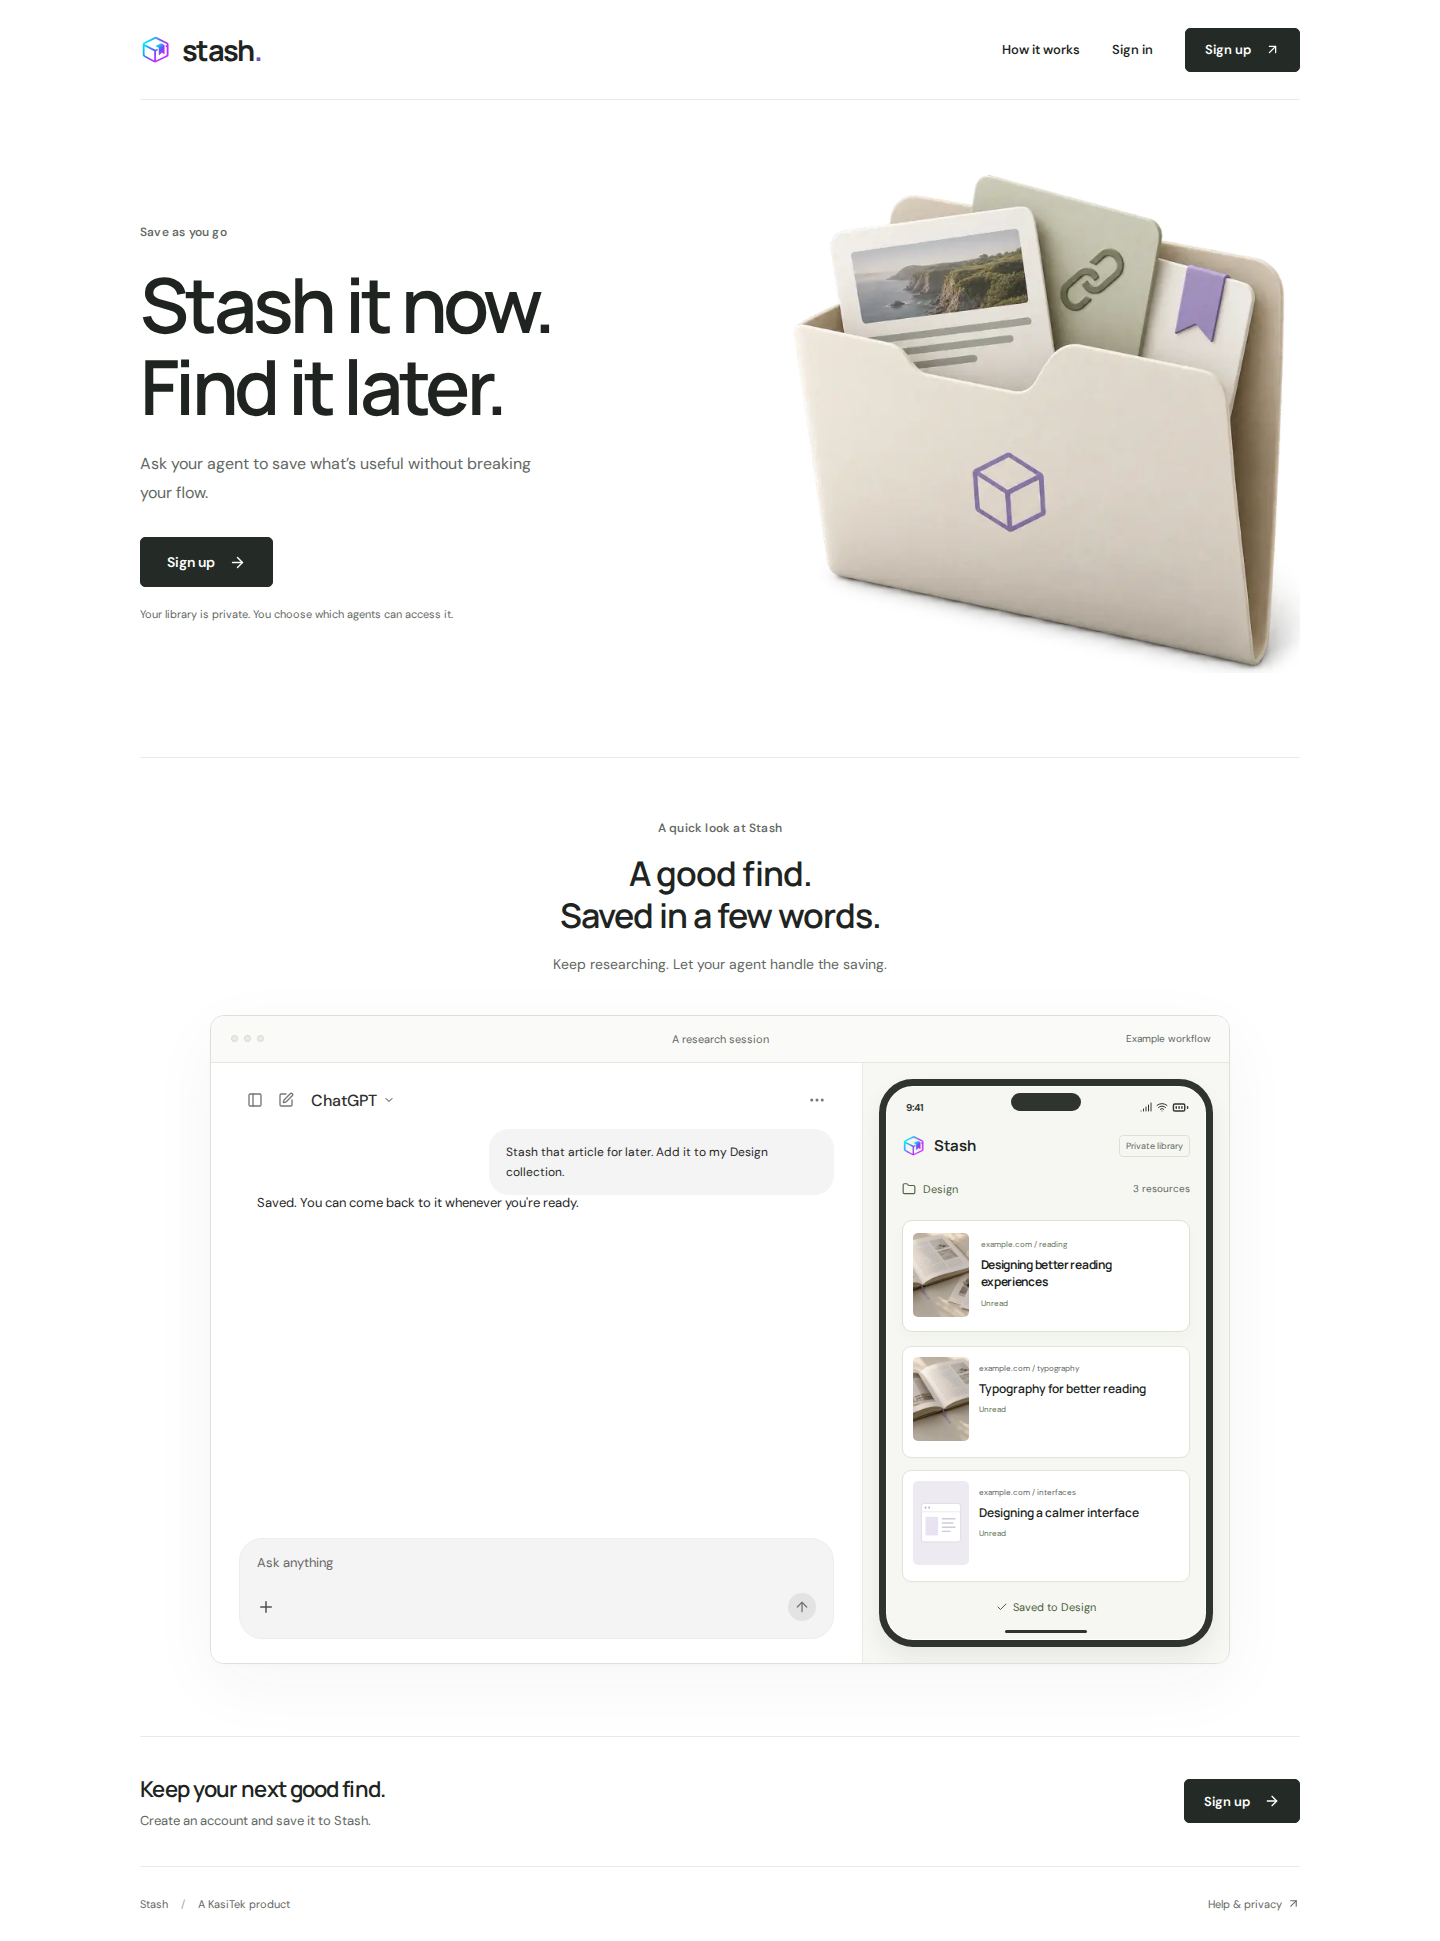 stash.
How it works
Sign in
Sign up
Save as you go
Stash it now.
Find it later.
Ask your agent to save what's useful without breaking
your flow.
Sign up
Your library is private. You choose which agents can access it.
A quick look at Stash
A good find.
Saved in a few words.
Keep researching. Let your agent handle the saving.
A research session
Example workflow
ChatGPT
Stash that article for later. Add it to my Design
collection.
Saved. You can come back to it whenever you're ready.
Ask anything
9:41
Stash
Private library
Design
3 resources
example.com / reading
Designing better reading
experiences
Unread
example.com / typography
Typography for better reading
Unread
example.com / interfaces
Designing a calmer interface
Unread
Saved to Design
Keep your next good find.
Create an account and save it to Stash.
Sign up
Stash / A KasiTek product
Help & privacy